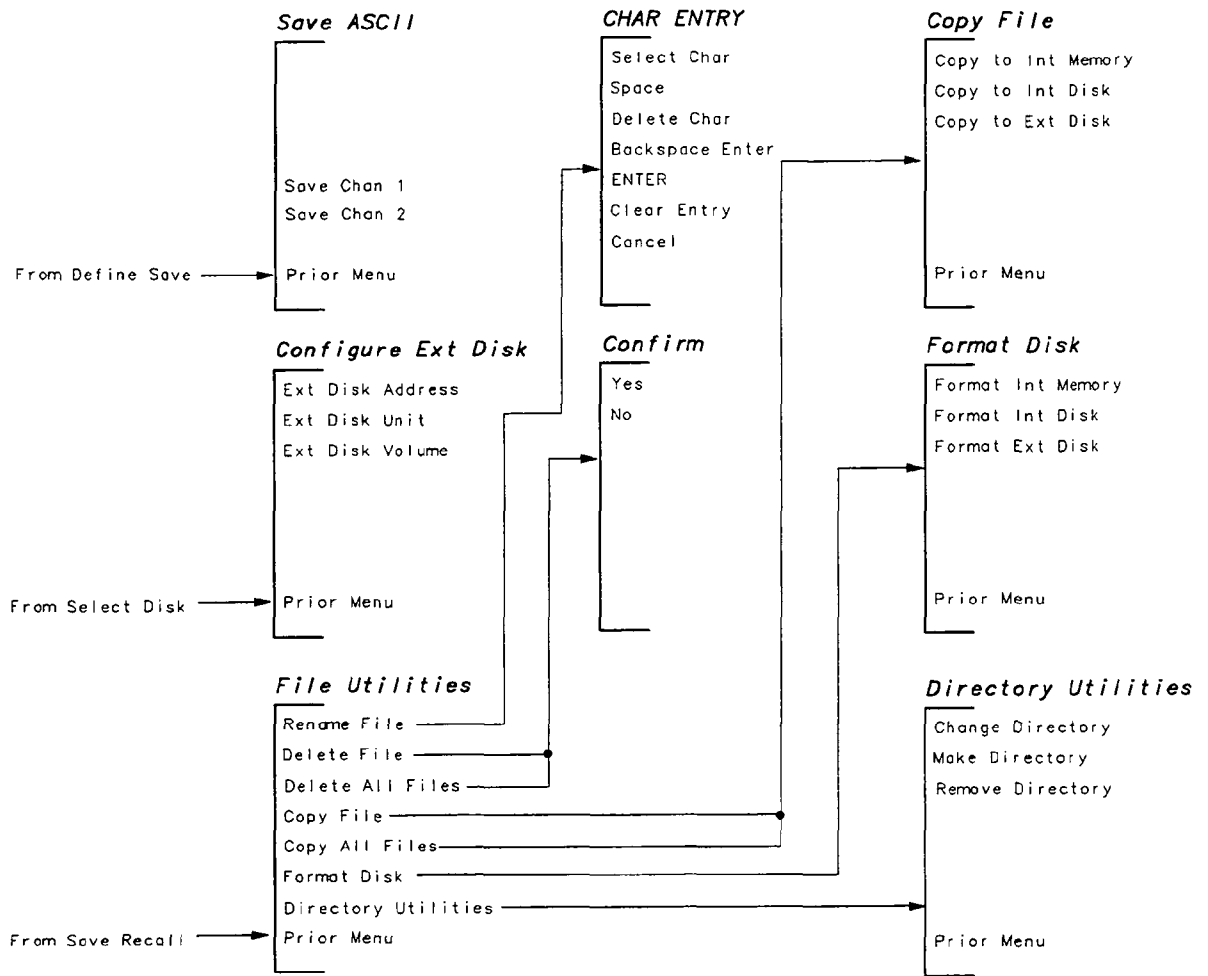 Save ASCII
Save Chan 1
Save Chan 2
From Define Save
Prior Menu
CHAR ENTRY
Select Char
Space
Delete Char
Backspace Enter
ENTER
Clear Entry
Cancel
Copy File
Copy to Int Memory
Copy to Int Disk
Copy to Ext Disk
Prior Menu
Configure Ext Disk
Ext Disk Address
Ext Disk Unit
Ext Disk Volume
From Select Disk
Prior Menu
Confirm
Yes
No
Format Disk
Format Int Memory
Format Int Disk
Format Ext Disk
Prior Menu
File Utilities
Rename File
Delete File
Delete All Files
Copy File
Copy All Files
Format Disk
Directory Utilities
From Save Recall
Prior Menu
Directory Utilities
Change Directory
Make Directory
Remove Directory
Prior Menu